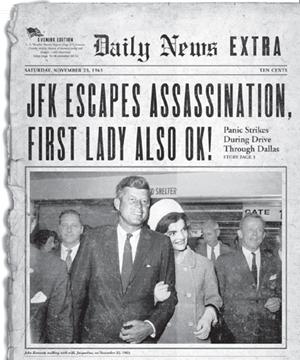 EVENING EDITION
Daily News EXTRA
SATURDAY, NOVEMBER 23, 1963
TEN CENTS
JFK ESCAPES ASSASSINATION,
FIRST LADY ALSO OK!
Panic Strikes
During Drive
Through Dallas
STORY PAGE 3
D SHELTER
GATE
John Kennedy walking with wife, Jacqueline, on November 22, 1963